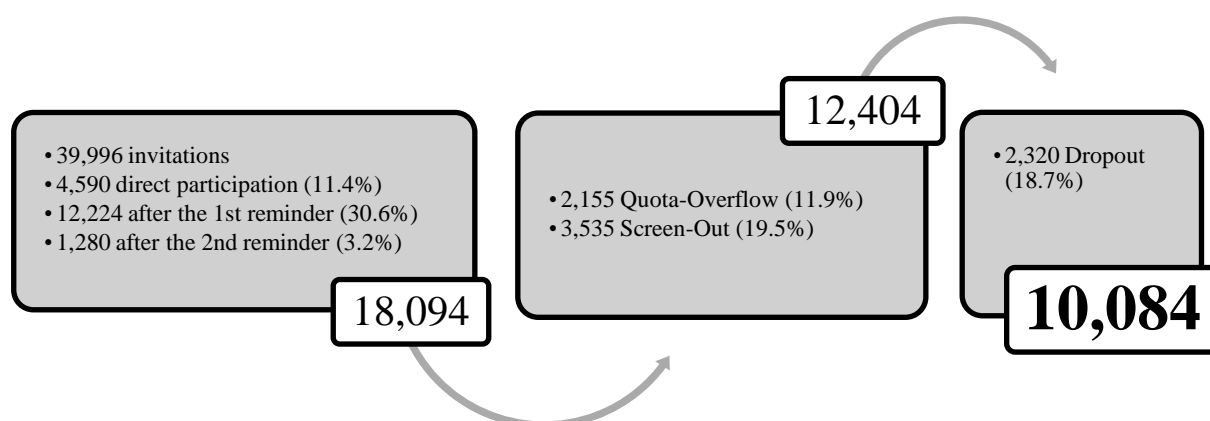 • 39,996 invitations
• 4,590 direct participation (11.4%)
• 12,224 after the 1st reminder (30.6%)
• 1,280 after the 2nd reminder (3.2%)
18,094
• 2,155 Quota-Overflow (11.9%)
• 3,535 Screen-Out (19.5%)
12,404
• 2,320 Dropout
(18.7%)
10,084